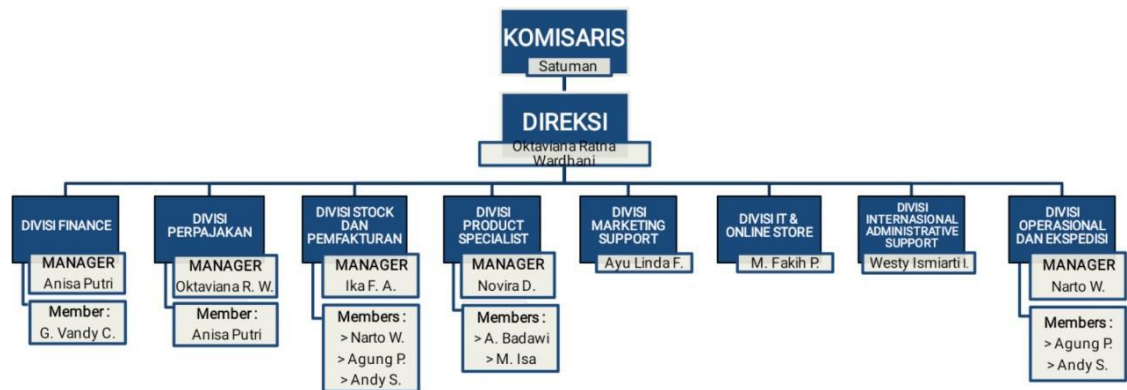 KOMISARIS
Satuman
DIREKSI
Oktaviana Ratna
Wardhani
DIVISI FINANCE
MANAGER
Anisa Putri
Member :
G. Vandy C.
DIVISI
PERPAJAKAN
MANAGER
Oktaviana R. W.
Member :
Anisa Putri
DIVISI STOCK
DAN
PEMFAKTURAN
MANAGER
Ika F. A.
Members :
> Narto W.
> Agung P.
> Andy S.
DIVISI
PRODUCT
SPECIALIST
MANAGER
Novira D.
Members :
> A. Badawi
> M. Isa
DIVISI
MARKETING
SUPPORT
Ayu Linda F.
DIVISI IT &
ONLINE STORE
M. Fakih P.
DIVISI
INTERNASIONAL
ADMINISTRATIVE
SUPPORT
Westy Ismiarti I.
DIVISI
OPERASIONAL
DAN EKSPEDISI
MANAGER
Narto W.
Members :
> Agung P.
> Andy S.